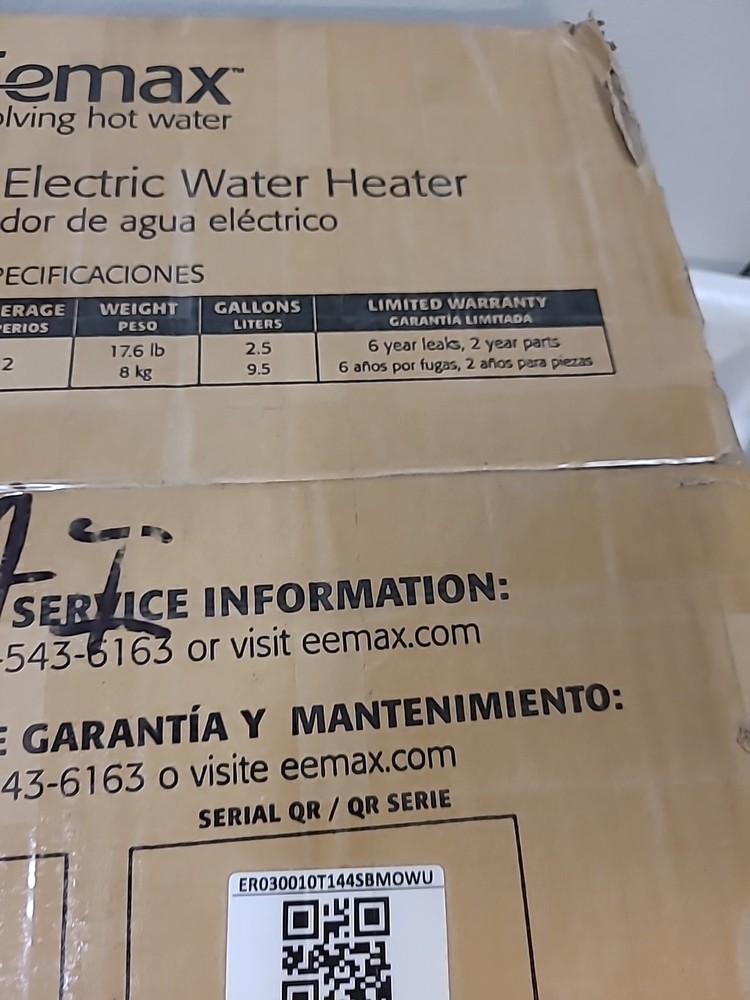 eemax™
olving hot water
Electric Water Heater
dor de agua eléctrico
PECIFICACIONES
ERAGE WEIGHT GALLONS LIMITED WARRANTY
PERIOS PESO LITERS GARANTÍA LIMITADA
2 17.6 lb 2.5 6 year leaks, 2 year parts
8 kg 9.5 6 años por fugas, 2 años para piezas
SERVICE INFORMATION:
-543-6163 or visit eemax.com
E GARANTÍA Y MANTENIMIENTO:
43-6163 o visite eemax.com
SERIAL QR / QR SERIE
ER030010T144SBMOWU